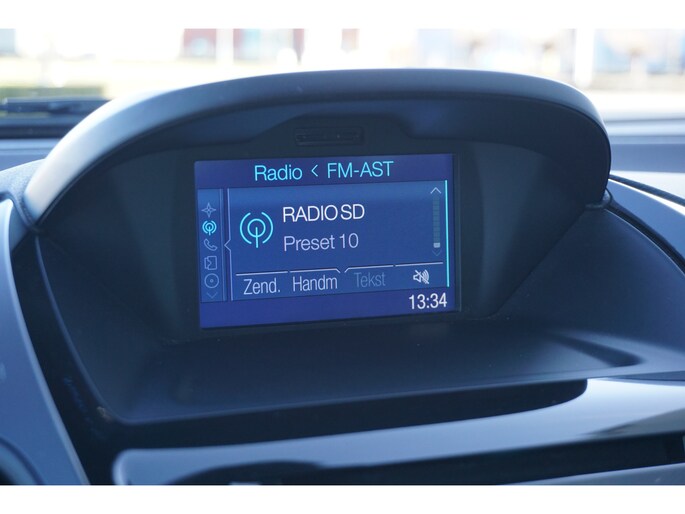 Radio < FM-AST
RADIO SD
Preset 10
Zend. Handm Tekst
13:34